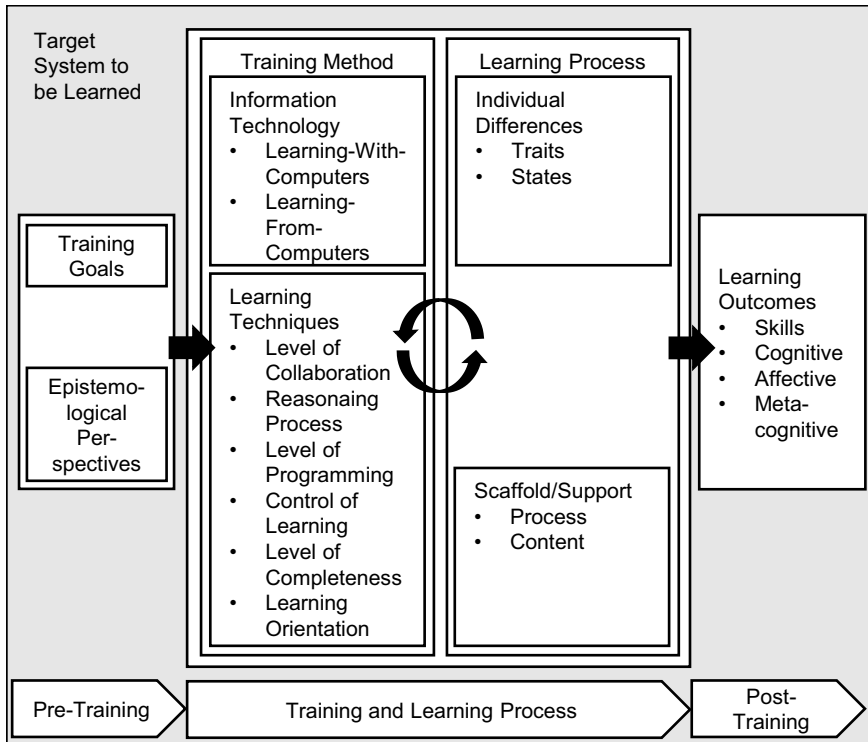 Target
System to
be Learned
Training
Goals
Epistemo-
logical
Per-
spectives
Training Method
Information
Technology
• Learning-With-
Computers
• Learning-
From-
Computers
Learning
Techniques
• Level of
Collaboration
• Reasonaing
Process
• Level of
Programming
• Control of
Learning
• Level of
Completeness
• Learning
Orientation
Learning Process
Individual
Differences
• Traits
• States
Scaffold/Support
• Process
• Content
Learning
Outcomes
• Skills
• Cognitive
• Affective
• Meta-
cognitive
Pre-Training
Training and Learning Process
Post-
Training